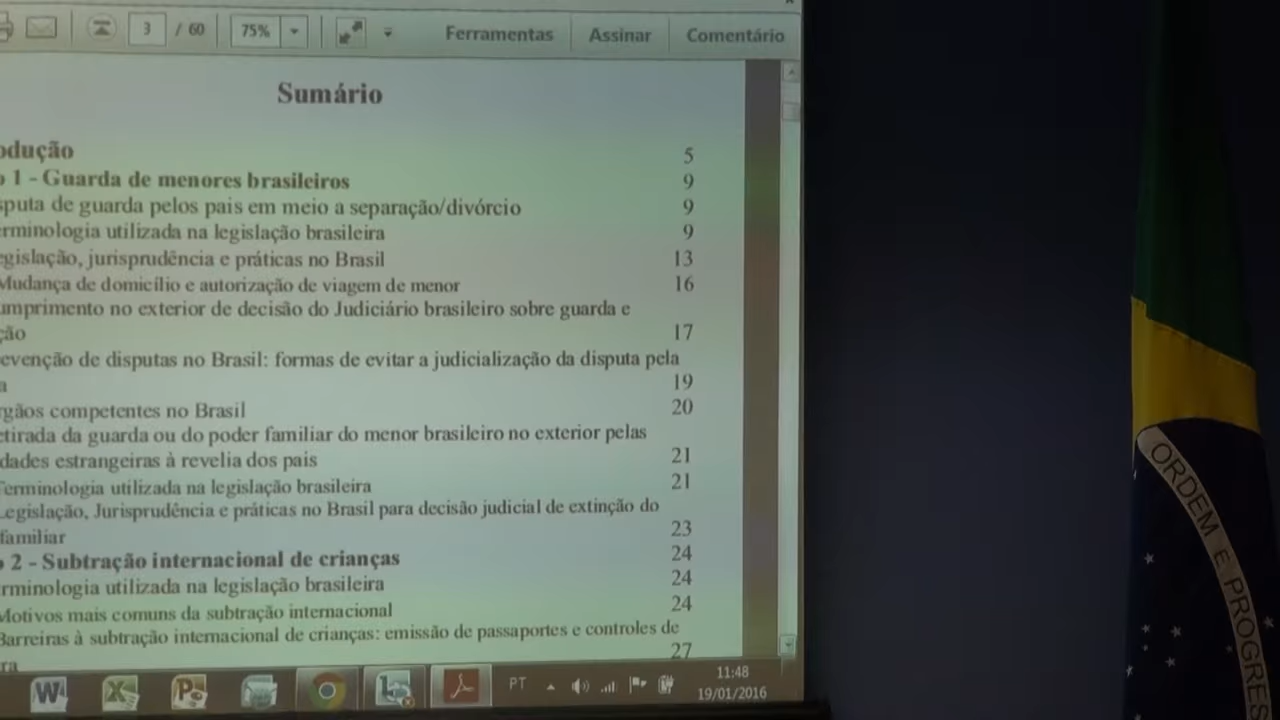 3 / 60 75% Ferramentas Assinar Comentário
Sumário
odução 5
o 1 - Guarda de menores brasileiros 9
sputa de guarda pelos pais em meio a separação/divórcio 9
erminologia utilizada na legislação brasileira 9
egislação, jurisprudência e práticas no Brasil 13
Mudança de domicílio e autorização de viagem de menor 16
umprimento no exterior de decisão do Judiciário brasileiro sobre guarda e
ção 17
evenção de disputas no Brasil: formas de evitar a judicialização da disputa pela
a 19
rgãos competentes no Brasil 20
etirada da guarda ou do poder familiar do menor brasileiro no exterior pelas
dades estrangeiras à revelia dos pais 21
Terminologia utilizada na legislação brasileira 21
Legislação, Jurisprudência e práticas no Brasil para decisão judicial de extinção do
familiar 23
o 2 - Subtração internacional de crianças 24
rminologia utilizada na legislação brasileira 24
Motivos mais comuns da subtração internacional 24
Barreiras à subtração internacional de crianças: emissão de passaportes e controles de
ra 27
PT 11:48
19/01/2016
ORDEM E PROGRES